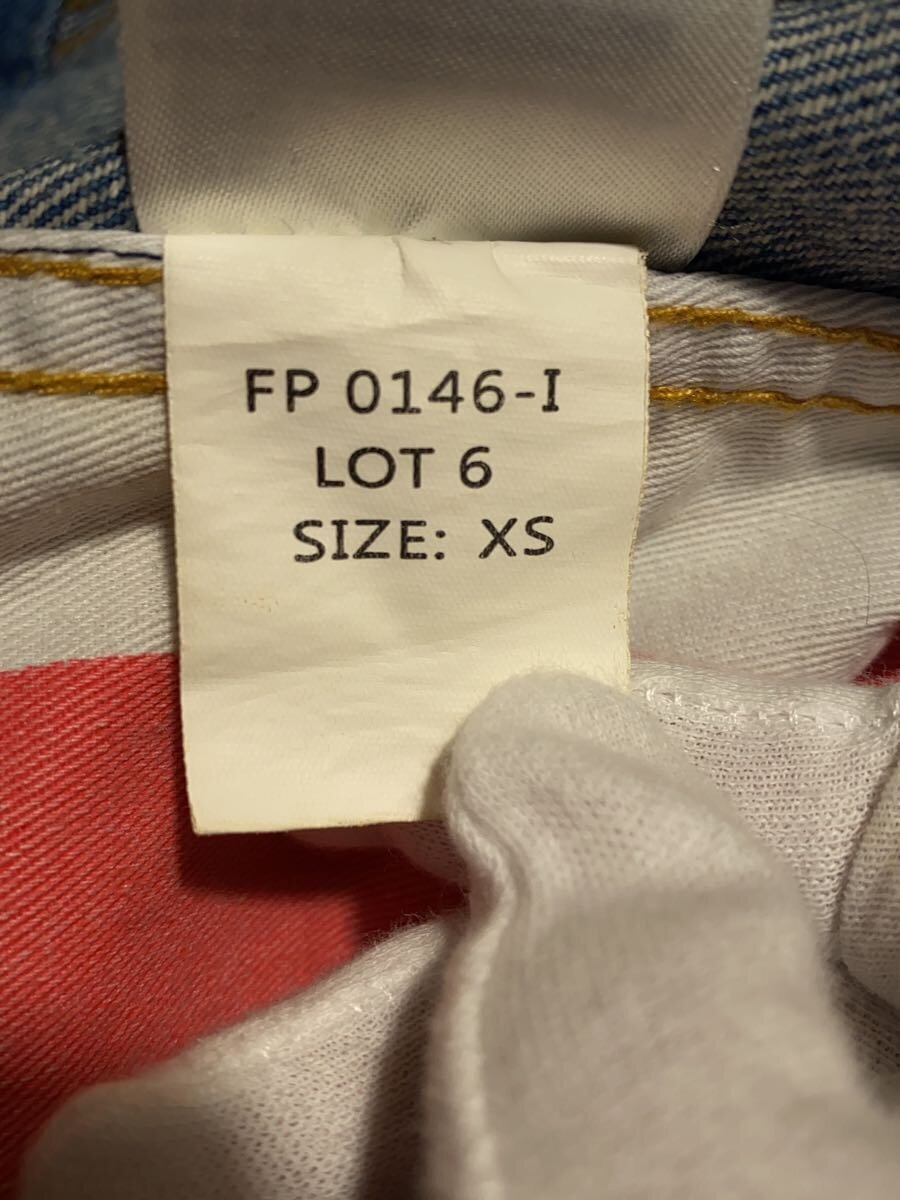 FP 0146-I
LOT 6
SIZE: XS